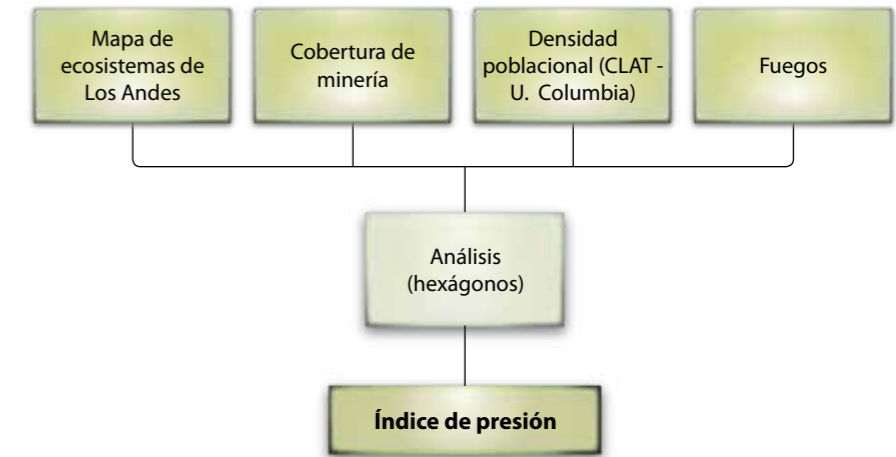 Mapa de
ecosistemas de
Los Andes
Cobertura de
minería
Densidad
poblacional (CLAT -
U. Columbia)
Fuegos
Análisis
(hexágonos)
Índice de presión